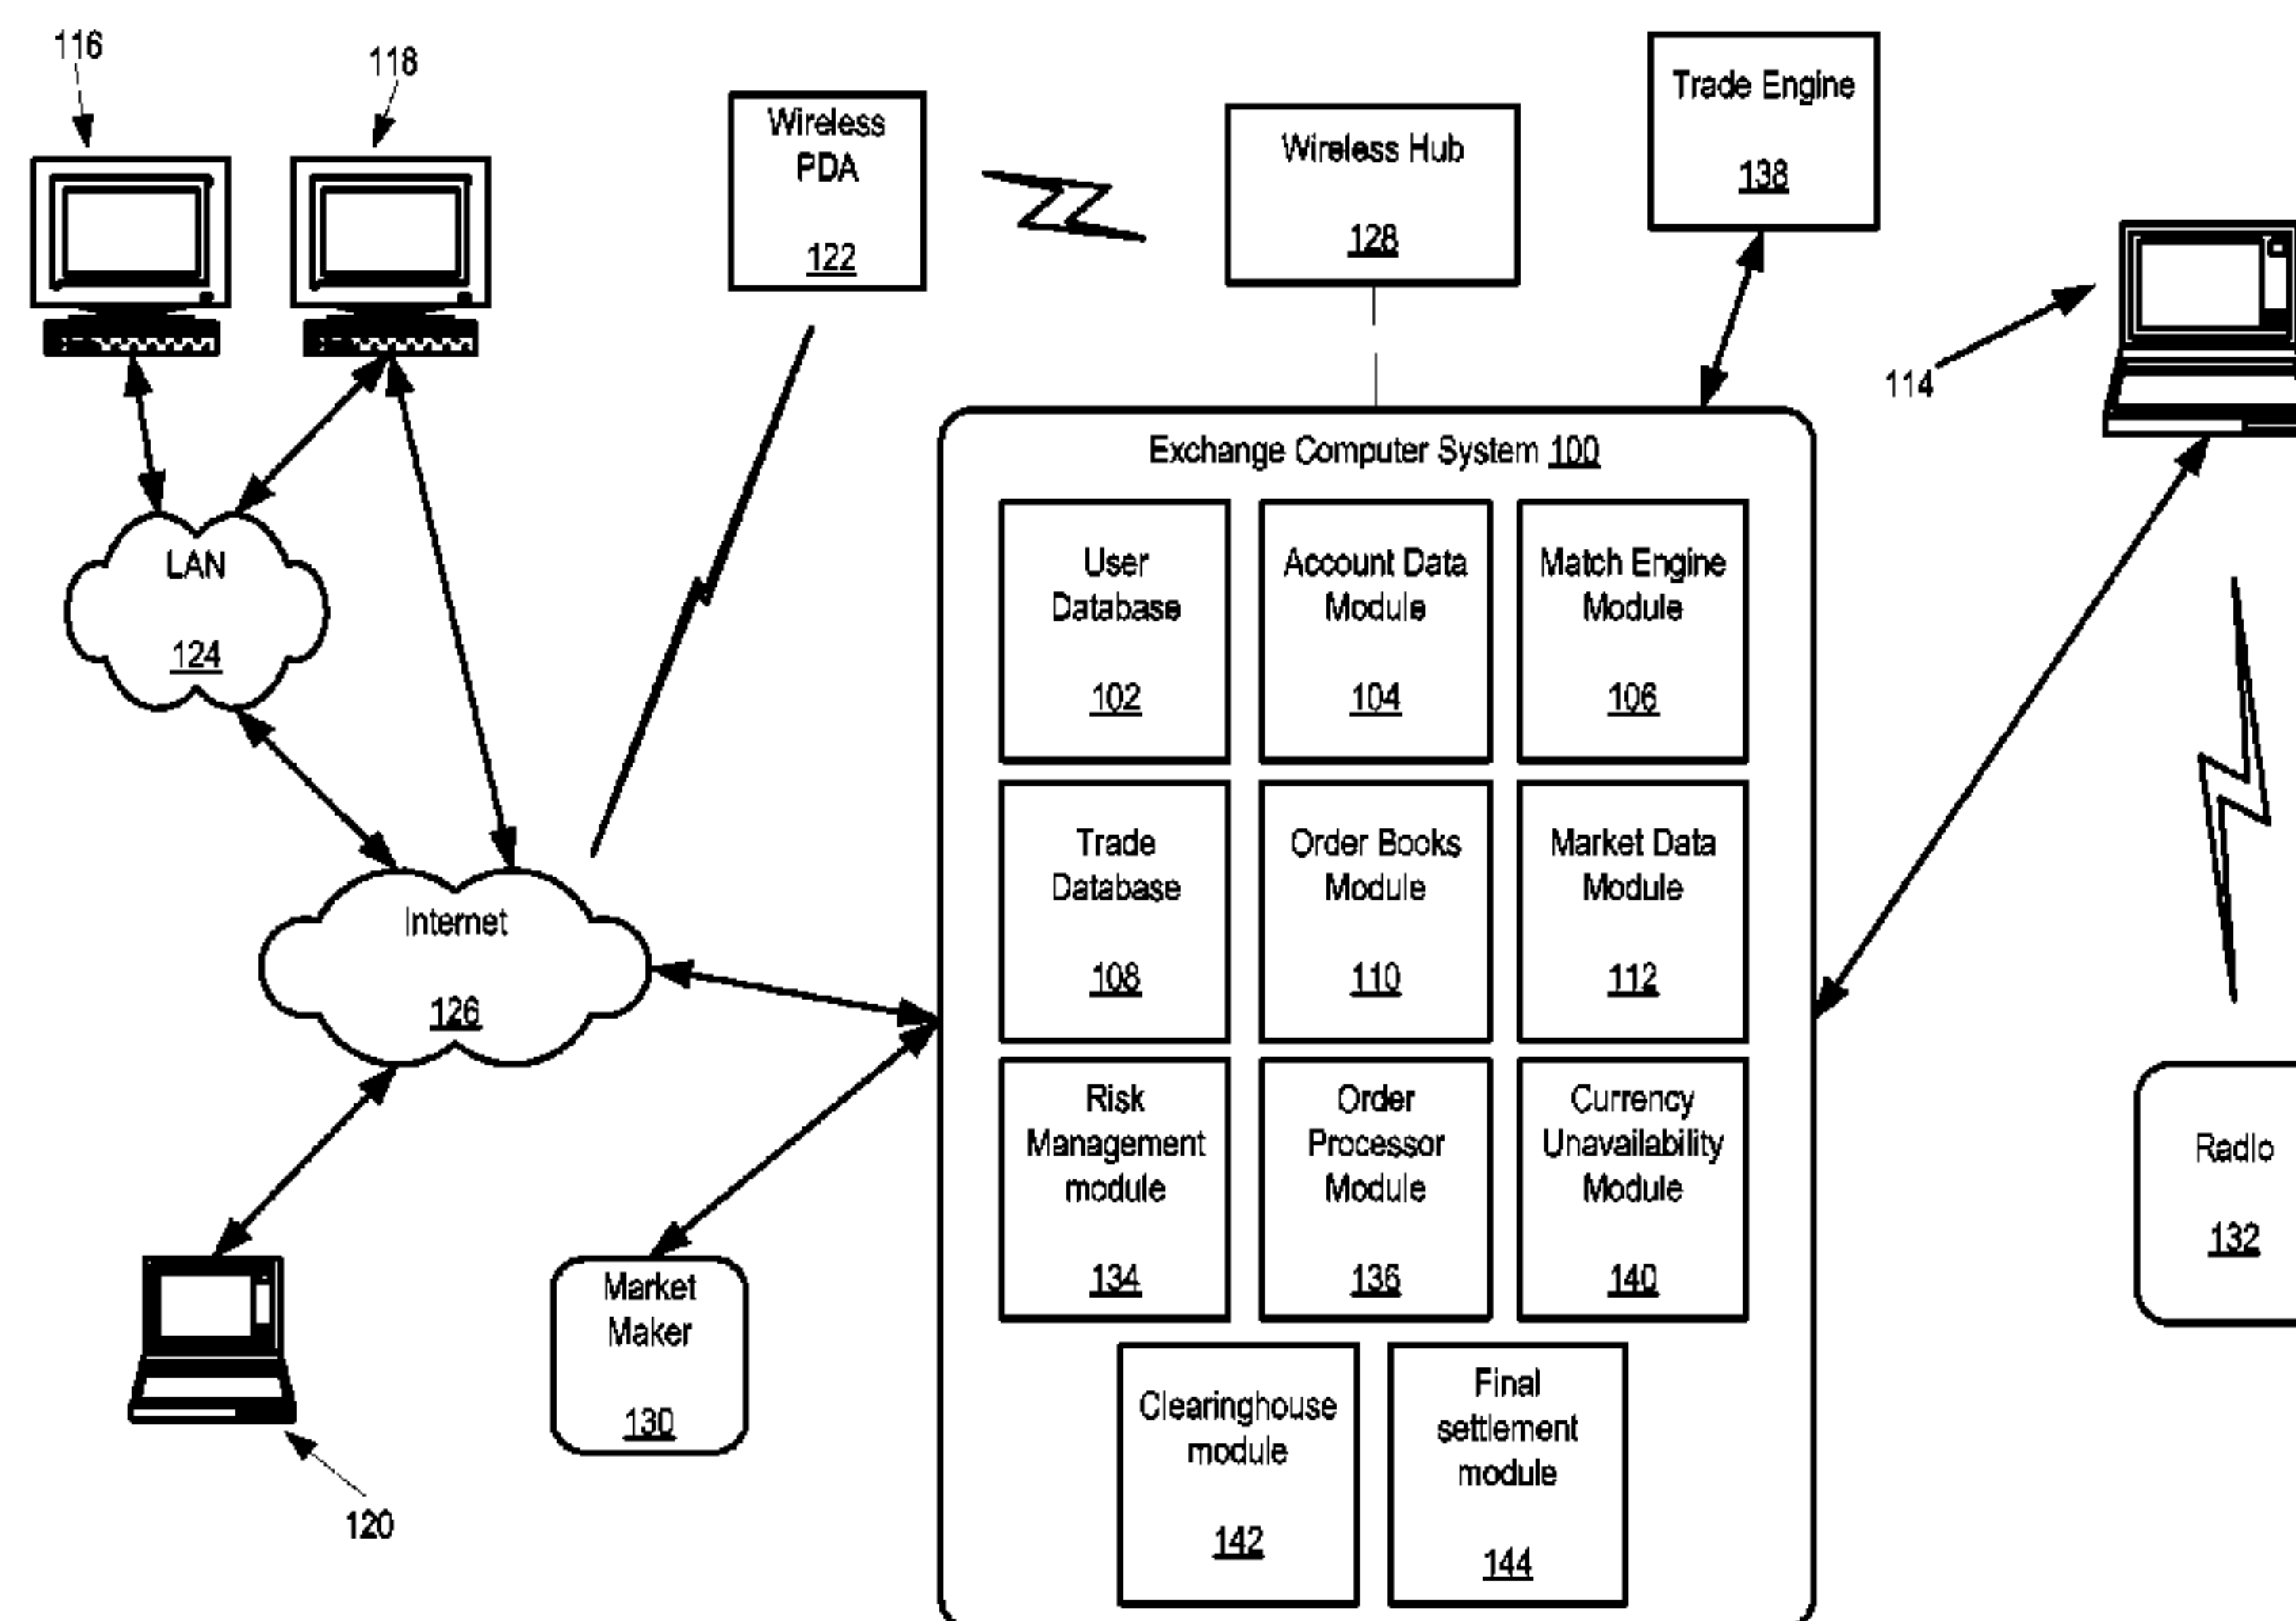 116
118
Wireless
PDA
122
Wireless Hub
128
Trade Engine
138
114
LAN
124
Internet
126
120
Market
Maker
130
Exchange Computer System 100
User
Database
102
Account Data
Module
104
Match Engine
Module
106
Trade
Database
108
Order Books
Module
110
Market Data
Module
112
Risk
Management
module
134
Order
Processor
Module
136
Currency
Unavailability
Module
140
Clearinghouse
module
142
Final
settlement
module
144
Radio
132